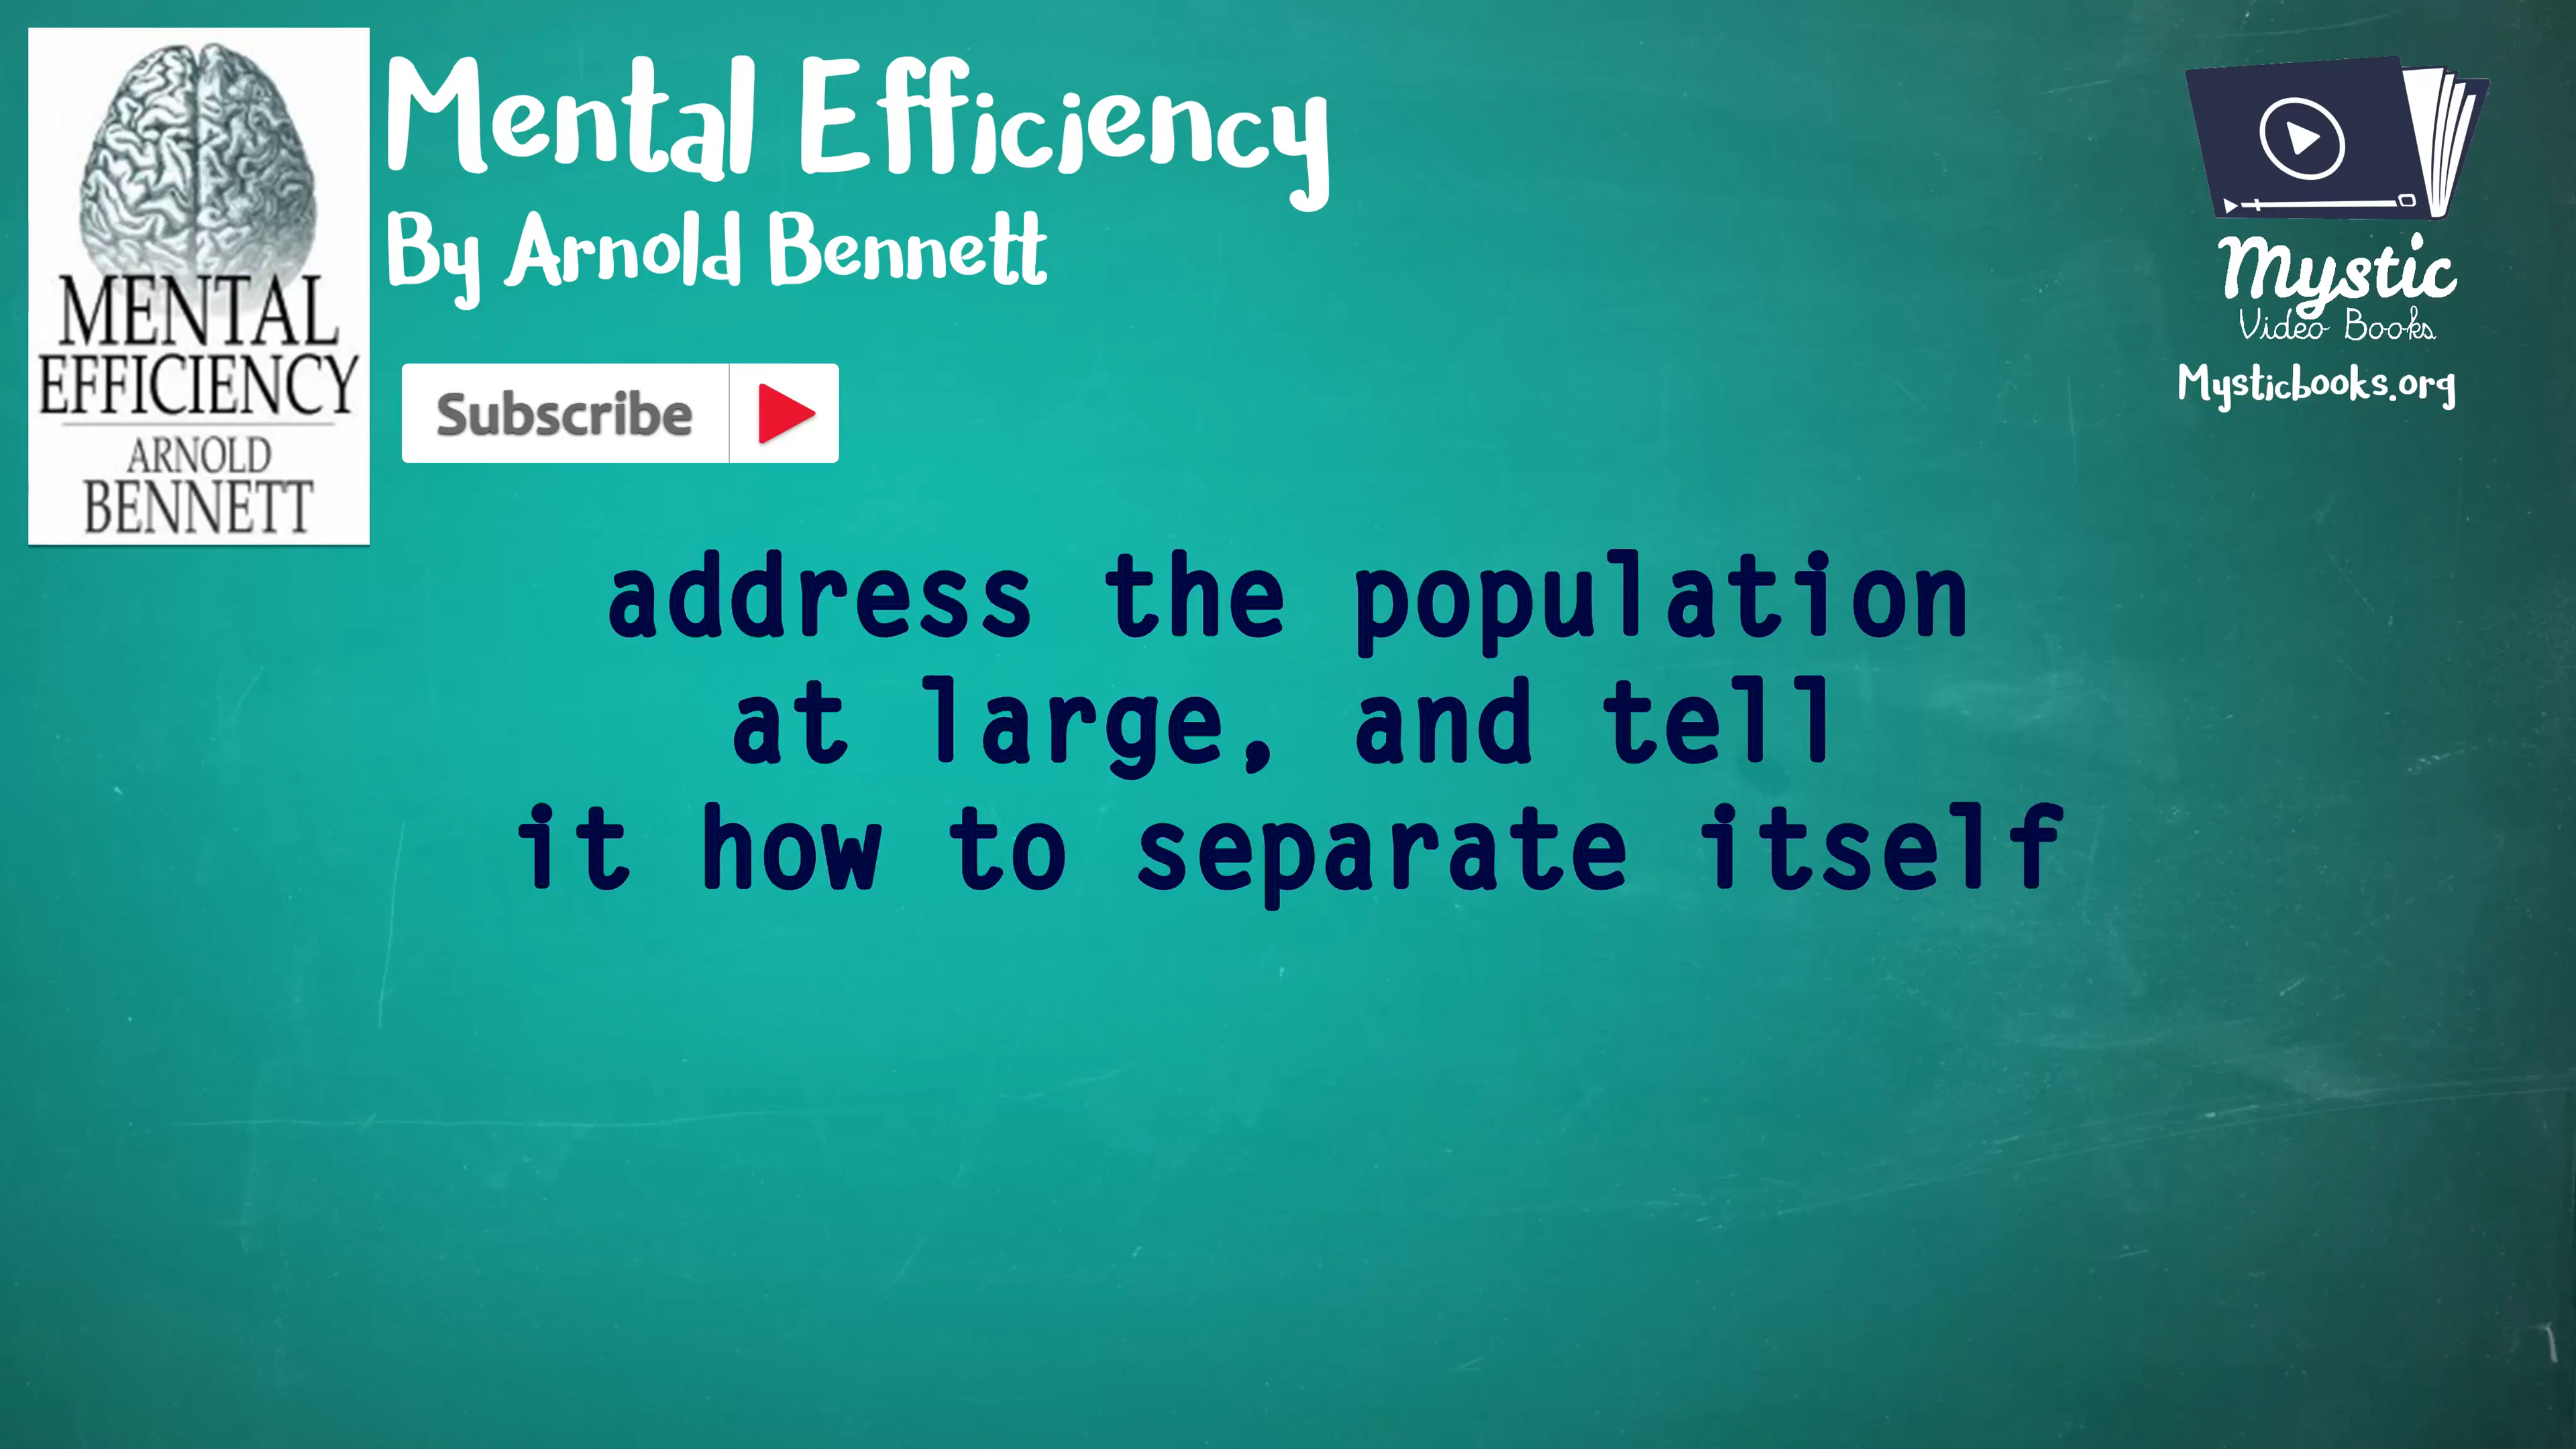 MENTAL
EFFICIENCY
ARNOLD
BENNETT
Mental Efficiency
By Arnold Bennett
Subscribe
Mystic
Video Books
Mysticbooks.org
address the population
at large, and tell
it how to separate itself